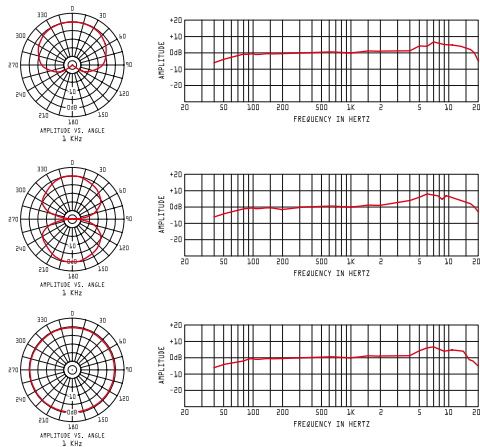 0
330 30
300 60
270 90
240 120
210 150
180
-10
0dB
AMPLITUDE VS. ANGLE
1 KHz
AMPLITUDE
+20
+10
0dB
-10
-20
20 50 100 200 500 1K 2 5 10 20
FREQUENCY IN HERTZ
0
330 30
300 60
270 90
240 120
210 150
180
-10
0dB
AMPLITUDE VS. ANGLE
1 KHz
AMPLITUDE
+20
+10
0dB
-10
-20
20 50 100 200 500 1K 2 5 10 20
FREQUENCY IN HERTZ
0
330 30
300 60
270 90
240 120
210 150
180
-10
0dB
AMPLITUDE VS. ANGLE
1 KHz
AMPLITUDE
+20
+10
0dB
-10
-20
20 50 100 200 500 1K 2 5 10 20
FREQUENCY IN HERTZ